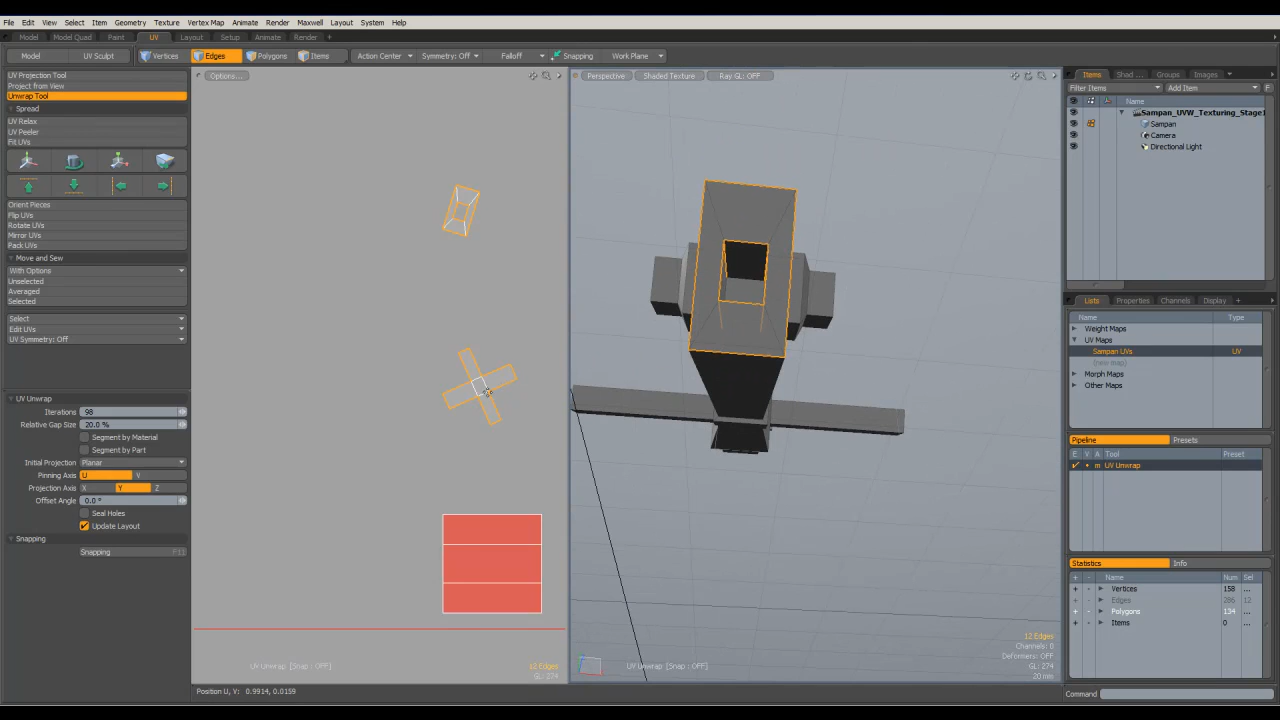 File Edit View Select Item Geometry Texture Vertex Map Animate Render Maxwell Layout System Help
Model Model Quad Paint UV Layout Setup Animate Render +
Model UV Sculpt Vertices Edges Polygons Items Action Center Symmetry: Off Falloff Snapping Work Plane
UV Projection Tool
Project from View
Unwrap Tool
Spread
UV Relax
UV Peeler
Fit UVs
Orient Pieces
Flip UVs
Rotate UVs
Mirror UVs
Pack UVs
Move and Sew
With Options
Unselected
Averaged
Selected
Select
Edit UVs
UV Symmetry: Off
UV Unwrap
Iterations 98
Relative Gap Size 20.0 %
Segment by Material
Segment by Part
Initial Projection Planar
Pinning Axis U V
Projection Axis X Y Z
Offset Angle 0.0 °
Seal Holes
Update Layout
Snapping
Snapping F11
Options...
UV Unwrap [Snap : OFF]
12 Edges
GL: 274
Position U, V: 0.9914, 0.0159
Perspective Shaded Texture Ray GL: OFF
UV Unwrap [Snap : OFF]
12 Edges
Channels: 0
Deformers: OFF
GL: 274
20 mm
Items Shad ... Groups Images
Filter Items Add Item F
Name
Sampan_UVW_Texturing_Stage1
Sampan
Camera
Directional Light
Lists Properties Channels Display +
Name Type
Weight Maps
UV Maps
Sampan UVs UV
(new map)
Morph Maps
Other Maps
Pipeline Presets
E V A Tool Preset
m UV Unwrap
Statistics Info
Name Num Sel
+ Vertices 158 ...
+ Edges 286 12
+ Polygons 134 ...
+ Items 0 ...
Command